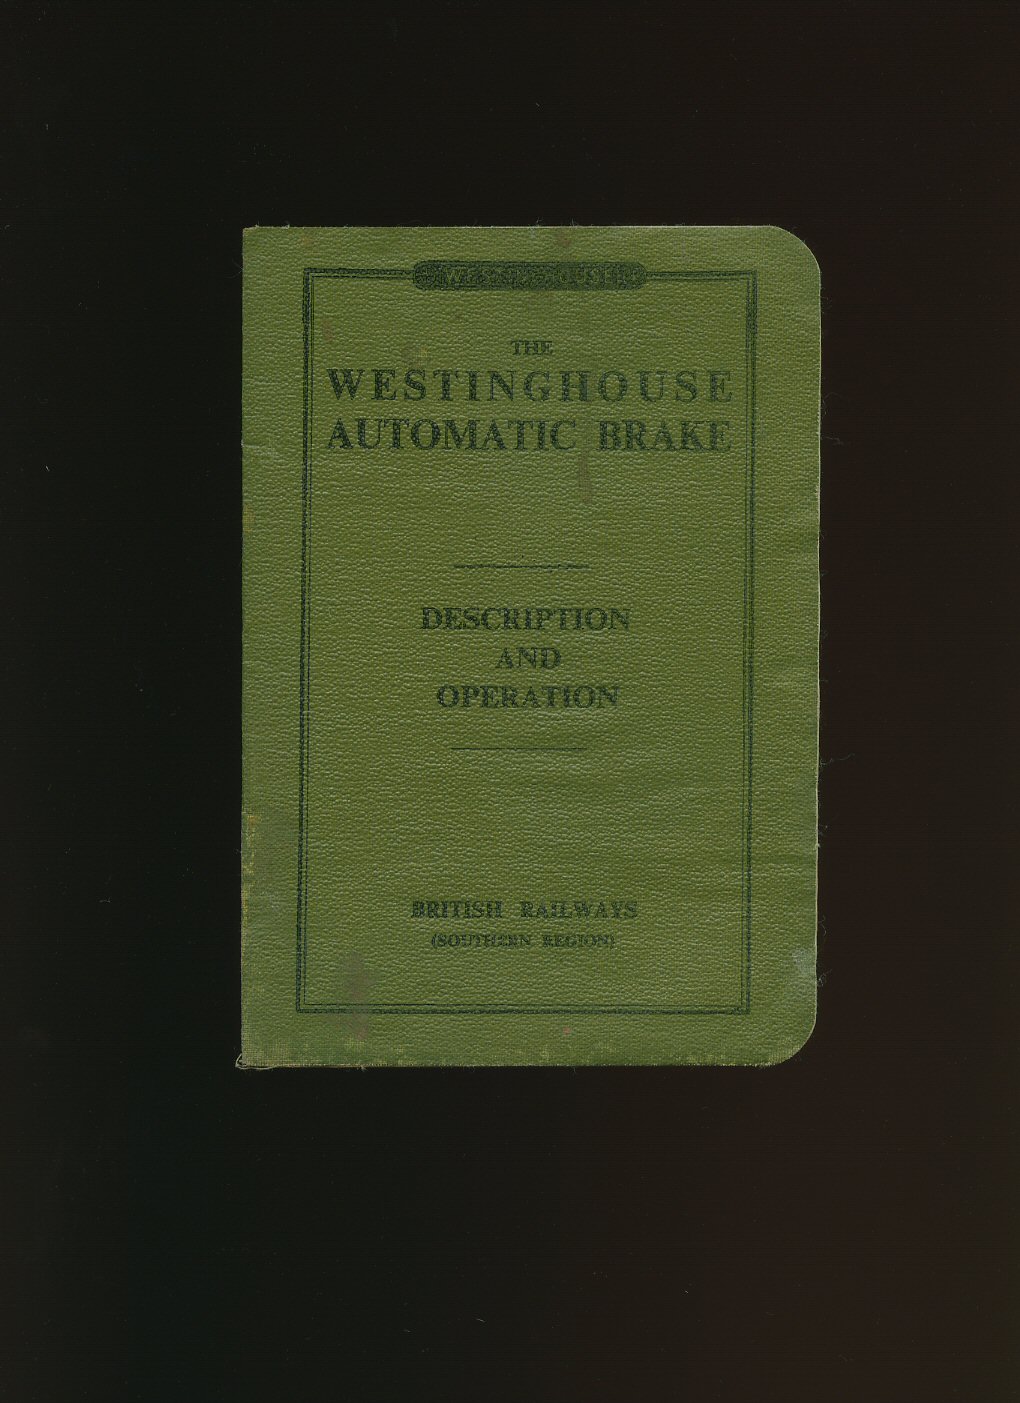 WESTINGHOUSE
THE
WESTINGHOUSE
AUTOMATIC BRAKE
DESCRIPTION
AND
OPERATION
BRITISH RAILWAYS
(SOUTHERN REGION)